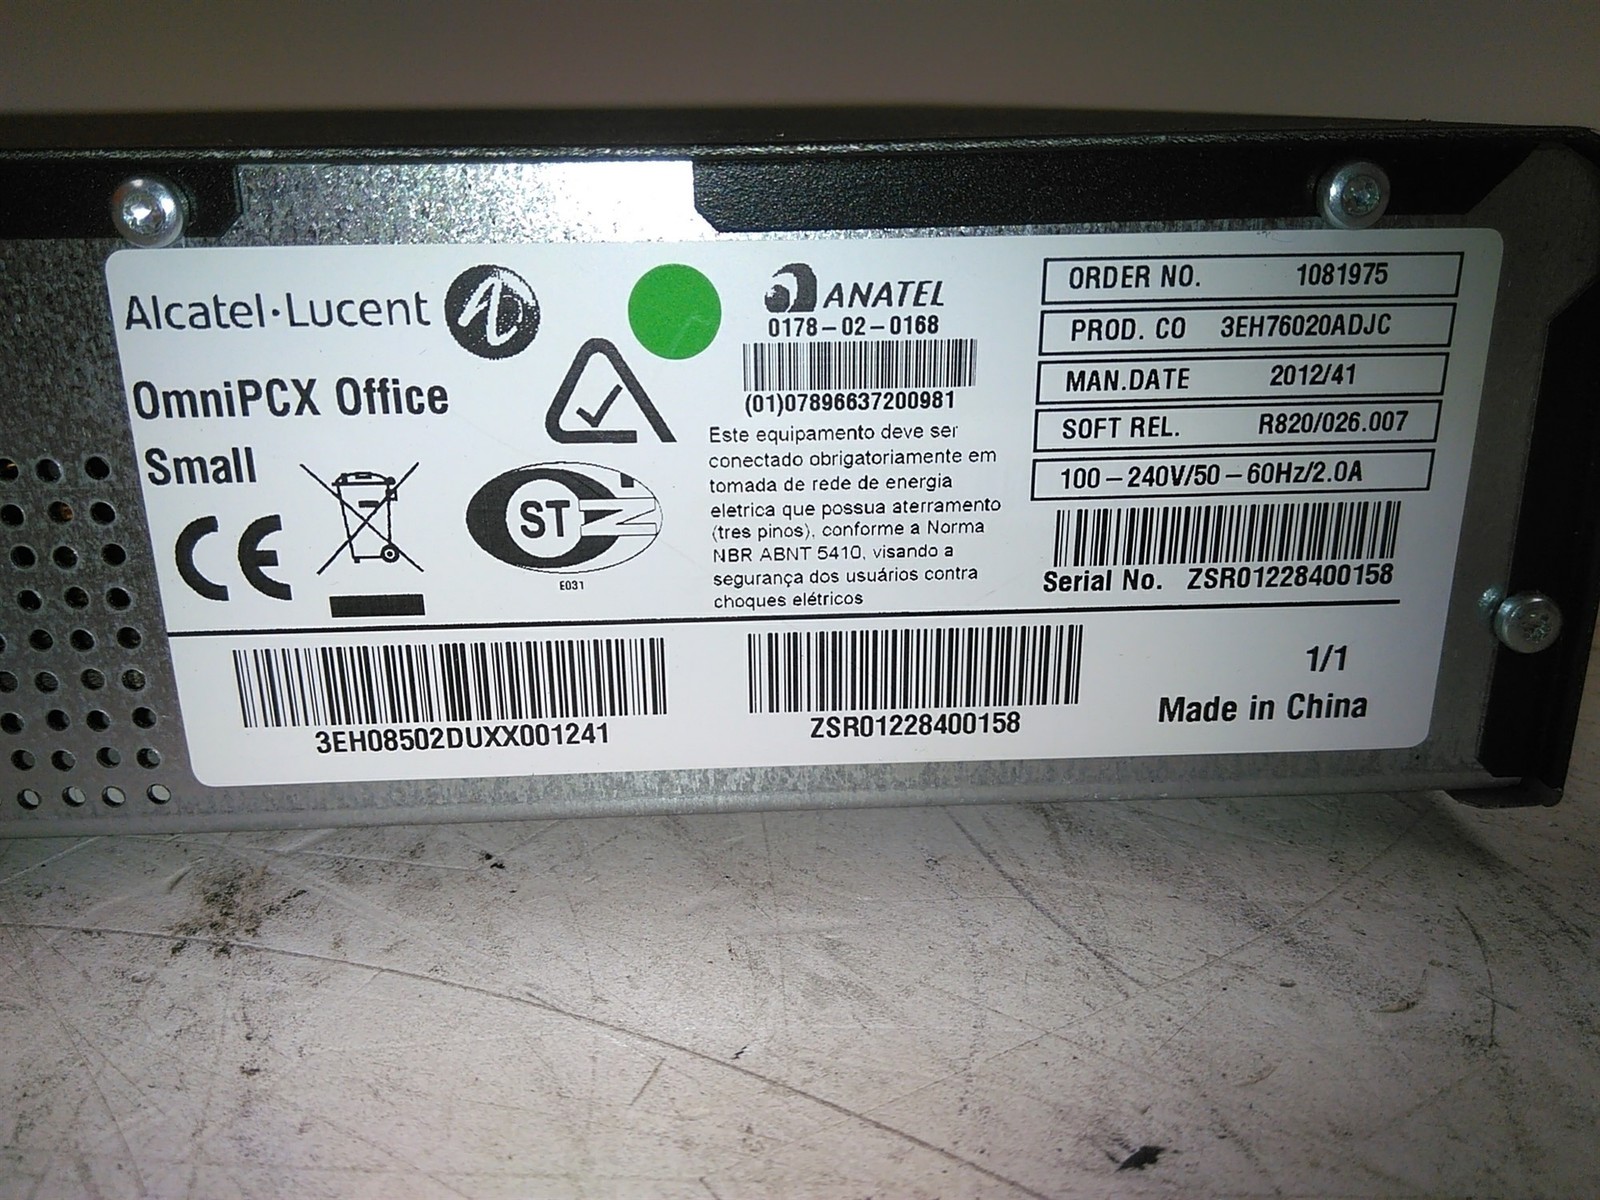 Alcatel·Lucent
OmniPCX Office
Small
CE
ST
E031
ANATEL
0178-02-0168
(01)07896637200981
Este equipamento deve ser
conectado obrigatoriamente em
tomada de rede de energia
eletrica que possua aterramento
(tres pinos), conforme a Norma
NBR ABNT 5410, visando a
segurança dos usuários contra
choques elétricos
ORDER NO. 1081975
PROD. CO 3EH76020ADJC
MAN.DATE 2012/41
SOFT REL. R820/026.007
100-240V/50-60Hz/2.0A
Serial No. ZSR01228400158
3EH08502DUXX001241
ZSR01228400158
1/1
Made in China